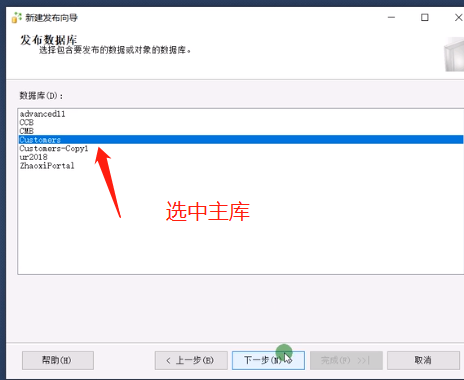 新建发布向导
发布数据库
选择包含要发布的数据或对象的数据库。
数据库(D):
advanced11
CCB
CMB
Customers
Customers-Copy1
ur2018
ZhaoxiPortal
选中主库
帮助(H)
< 上一步(B)
下一步(N) >
完成(F) >>|
取消